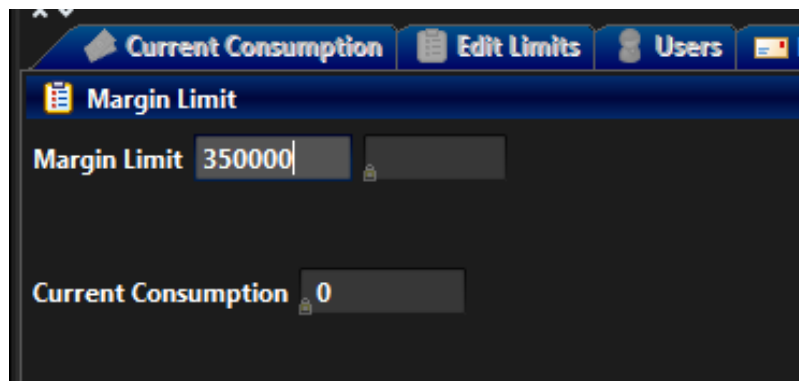 Current Consumption Edit Limits Users
Margin Limit
Margin Limit 350000
Current Consumption 0